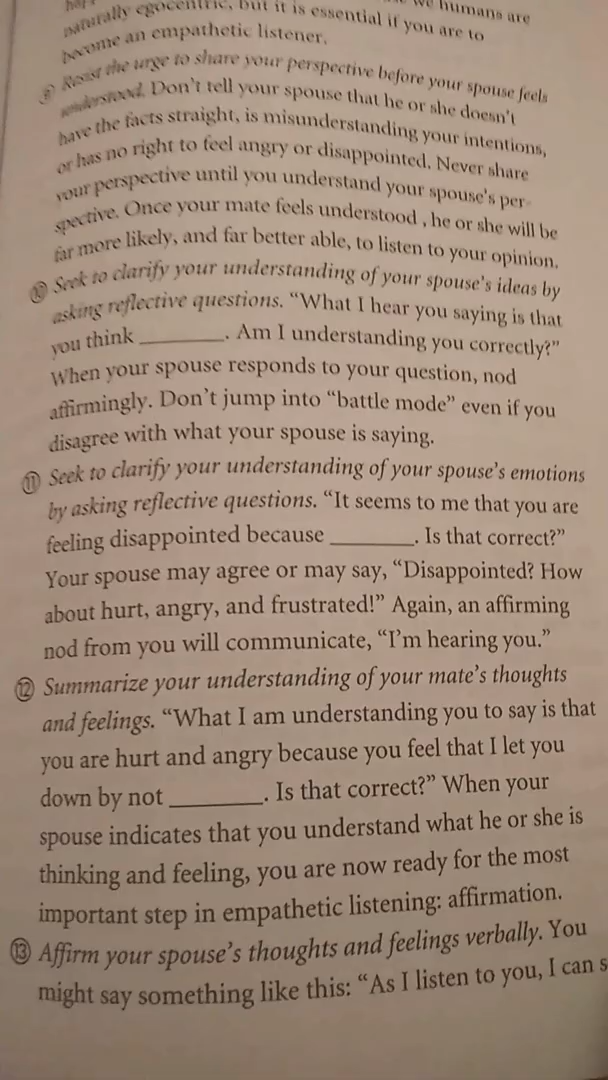 we humans are
naturally egocentric, but it is essential if you are to
become an empathetic listener.
⑨ Resist the urge to share your perspective before your spouse feels
understood. Don't tell your spouse that he or she doesn't
have the facts straight, is misunderstanding your intentions,
or has no right to feel angry or disappointed. Never share
your perspective until you understand your spouse's per-
spective. Once your mate feels understood , he or she will be
far more likely, and far better able, to listen to your opinion.
⑩ Seek to clarify your understanding of your spouse's ideas by
asking reflective questions. “What I hear you saying is that
you think ________. Am I understanding you correctly?”
When your spouse responds to your question, nod
affirmingly. Don't jump into “battle mode” even if you
disagree with what your spouse is saying.
⑪ Seek to clarify your understanding of your spouse's emotions
by asking reflective questions. “It seems to me that you are
feeling disappointed because ________. Is that correct?”
Your spouse may agree or may say, “Disappointed? How
about hurt, angry, and frustrated!” Again, an affirming
nod from you will communicate, “I'm hearing you.”
⑫ Summarize your understanding of your mate's thoughts
and feelings. “What I am understanding you to say is that
you are hurt and angry because you feel that I let you
down by not ________. Is that correct?” When your
spouse indicates that you understand what he or she is
thinking and feeling, you are now ready for the most
important step in empathetic listening: affirmation.
⑬ Affirm your spouse's thoughts and feelings verbally. You
might say something like this: “As I listen to you, I can s